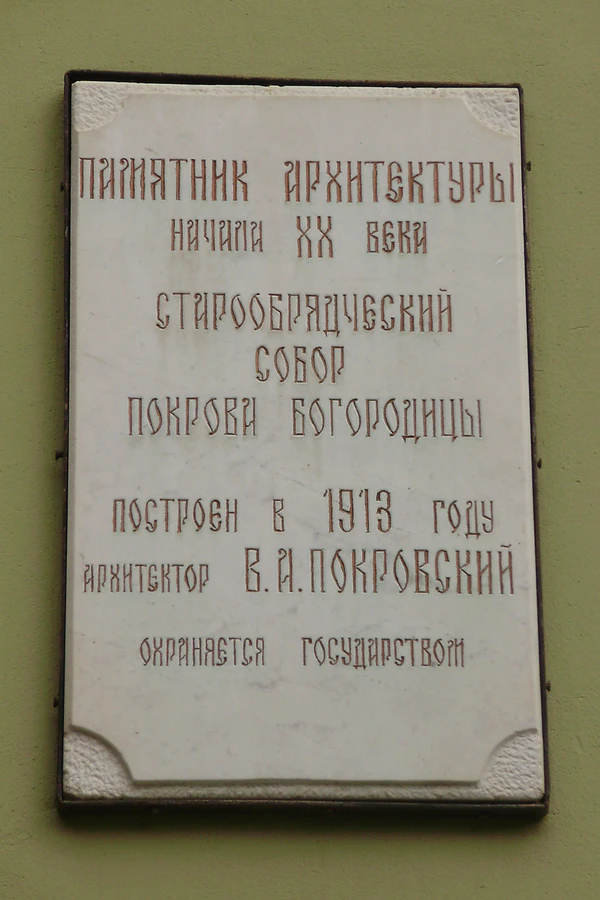 ПАМЯТНИК АРХИТЕКТУРЫ
НАЧАЛА XX ВЕКА
СТАРООБРЯДЧЕСКИЙ
СОБОР
ПОКРОВА БОГОРОДИЦЫ
ПОСТРОЕН В 1913 ГОДУ
АРХИТЕКТОР В.А.ПОКРОВСКИЙ
ОХРАНЯЕТСЯ ГОСУДАРСТВОМ